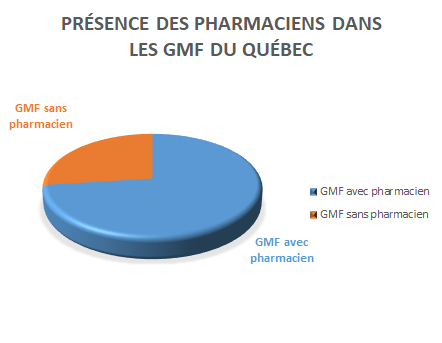 PRÉSENCE DES PHARMACIENS DANS
LES GMF DU QUÉBEC
GMF sans
pharmacien
GMF avec pharmacien
GMF sans pharmacien
GMF avec
pharmacien